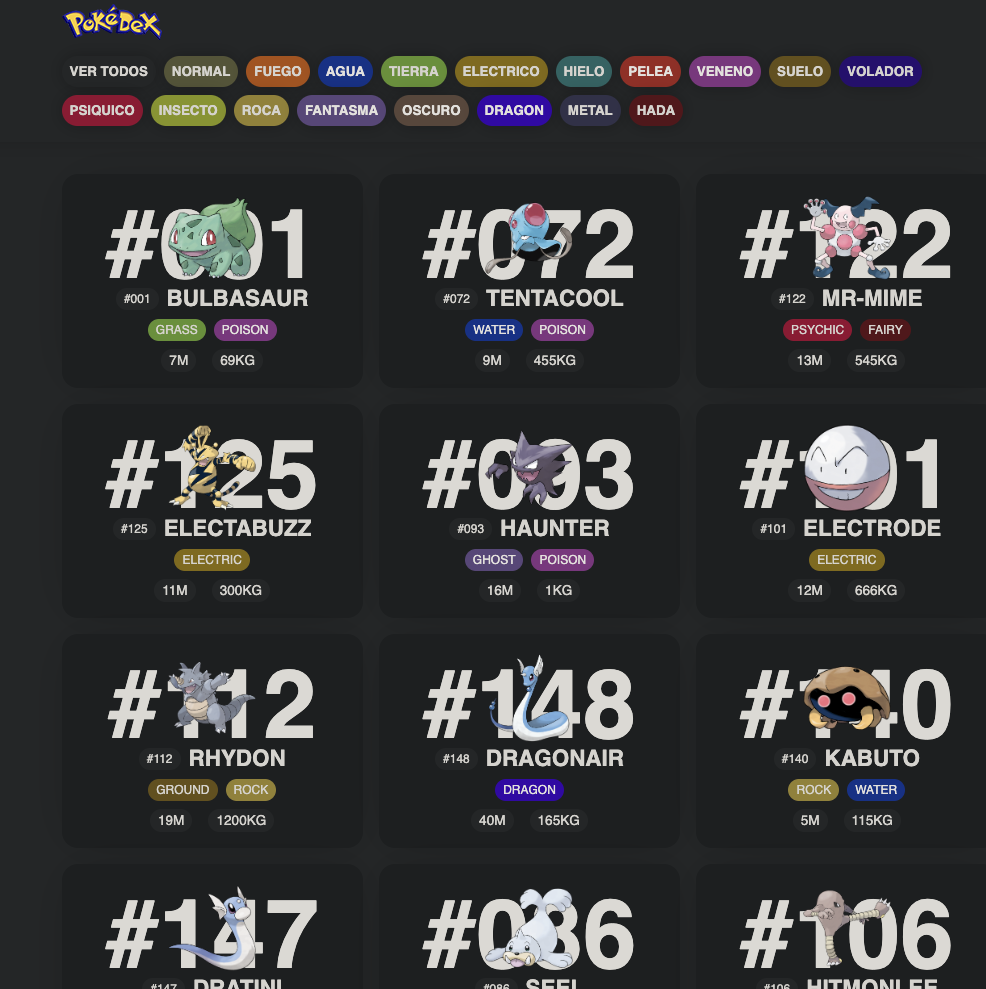 PokéDex
VER TODOS NORMAL FUEGO AGUA TIERRA ELECTRICO HIELO PELEA VENENO SUELO VOLADOR
PSIQUICO INSECTO ROCA FANTASMA OSCURO DRAGON METAL HADA
#001 #072 #122
#001 BULBASAUR #072 TENTACOOL #122 MR-MIME
GRASS POISON WATER POISON PSYCHIC FAIRY
7M 69KG 9M 455KG 13M 545KG
#125 #093 #101
#125 ELECTABUZZ #093 HAUNTER #101 ELECTRODE
ELECTRIC GHOST POISON ELECTRIC
11M 300KG 16M 1KG 12M 666KG
#112 #148 #140
#112 RHYDON #148 DRAGONAIR #140 KABUTO
GROUND ROCK DRAGON ROCK WATER
19M 1200KG 40M 165KG 5M 115KG
#147 #086 #106
#147 DRATINI #086 SEEL #106 HITMONLEE